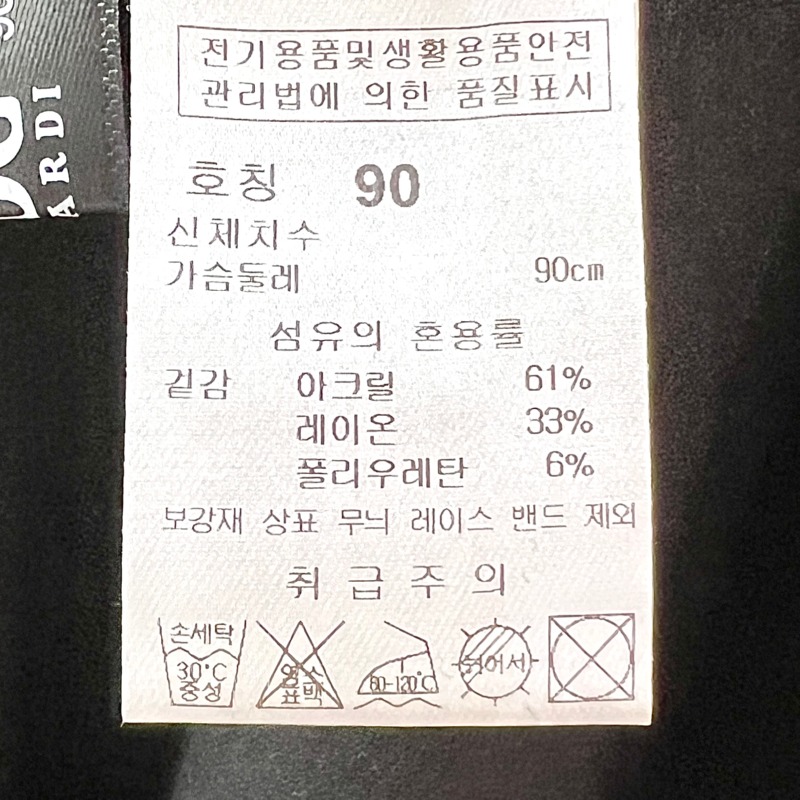 ARDI
전기용품및생활용품안전
관리법에 의한 품질표시
호칭 90
신체치수
가슴둘레 90cm
섬유의 혼용률
겉감 아크릴 61%
레이온 33%
폴리우레탄 6%
보강재 상표 무늬 레이스 밴드 제외
취급주의
손세탁
30°C
중성
염소
표백
80-120°C
뉘어서